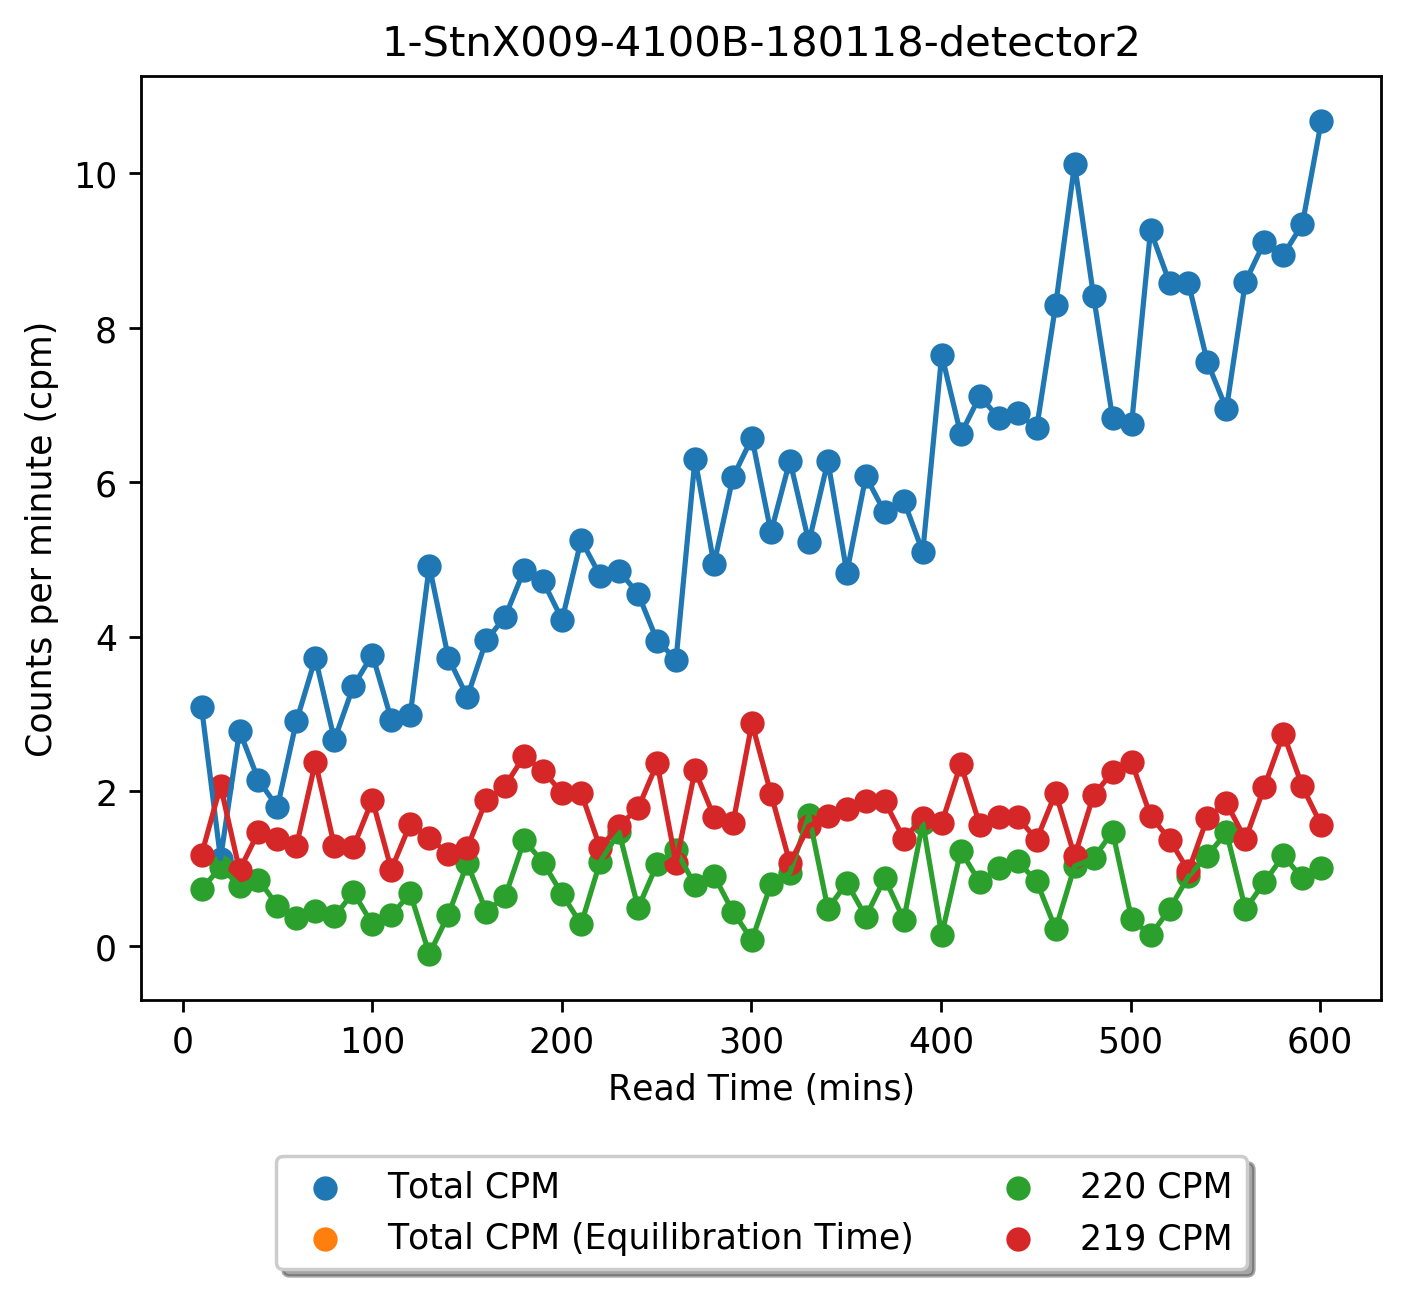 1-StnX009-4100B-180118-detector2
Counts per minute (cpm)
10
8
6
4
2
0
0 100 200 300 400 500 600
Read Time (mins)
Total CPM
Total CPM (Equilibration Time)
220 CPM
219 CPM